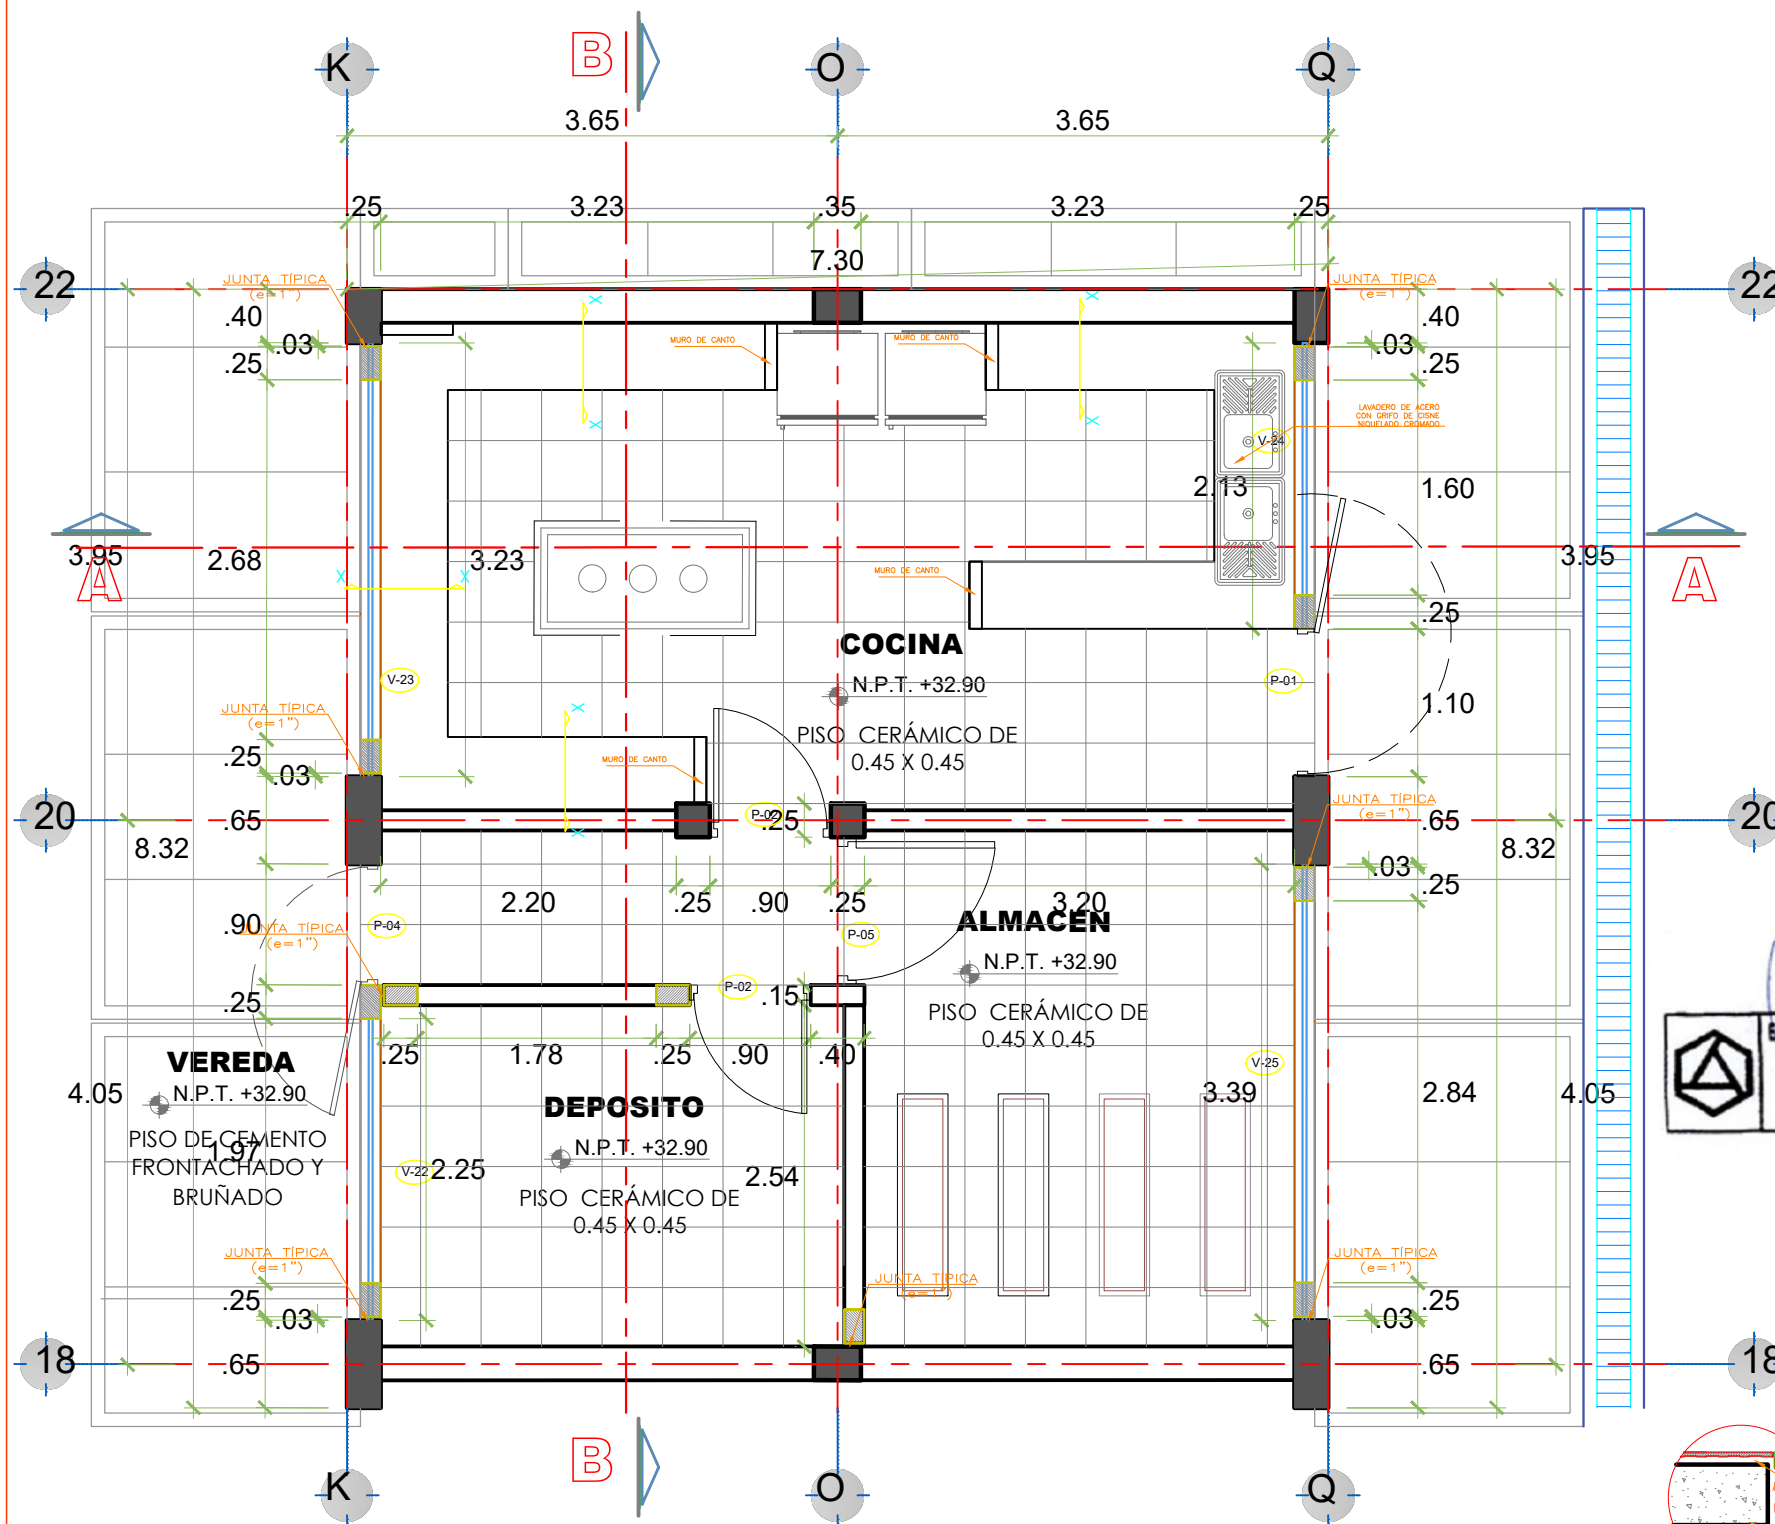 K
B
O
Q
3.65
3.65
.25
3.23
.35
3.23
.25
7.30
22
JUNTA TÍPICA
(e=1")
JUNTA TÍPICA
(e=1")
22
.40
.03
.25
.40
.03
.25
MURO DE CANTO
MURO DE CANTO
X
X
X
X
LAVADERO DE ACERO
CON GRIFO DE CISNE
NIQUELADO CROMADO
V-24
2.13
1.60
3.95
2.68
3.23
3.95
A
A
X
X
MURO DE CANTO
.25
COCINA
N.P.T. +32.90
PISO CERÁMICO DE
0.45 X 0.45
V-23
P-01
1.10
JUNTA TÍPICA
(e=1")
X
.25
.03
MURO DE CANTO
JUNTA TÍPICA
(e=1")
20
.65
X
P-02
.25
.65
20
8.32
8.32
.03
.25
2.20
.25
.90
.25
3.20
.90
JUNTA TÍPICA
(e=1")
P-04
P-05
ALMACÉN
N.P.T. +32.90
PISO CERÁMICO DE
0.45 X 0.45
.25
P-02
.15
.25
1.78
.25
.90
.40
V-25
VEREDA
N.P.T. +32.90
PISO DE CEMENTO
FRONTACHADO Y
BRUÑADO
4.05
1.97
DEPOSITO
N.P.T. +32.90
PISO CERÁMICO DE
0.45 X 0.45
V-22
2.25
2.54
3.39
2.84
4.05
JUNTA TÍPICA
(e=1")
JUNTA TÍPICA
(e=1")
JUNTA TÍPICA
(e=1")
.25
.03
.25
.03
18
.65
.65
18
B
K
O
Q